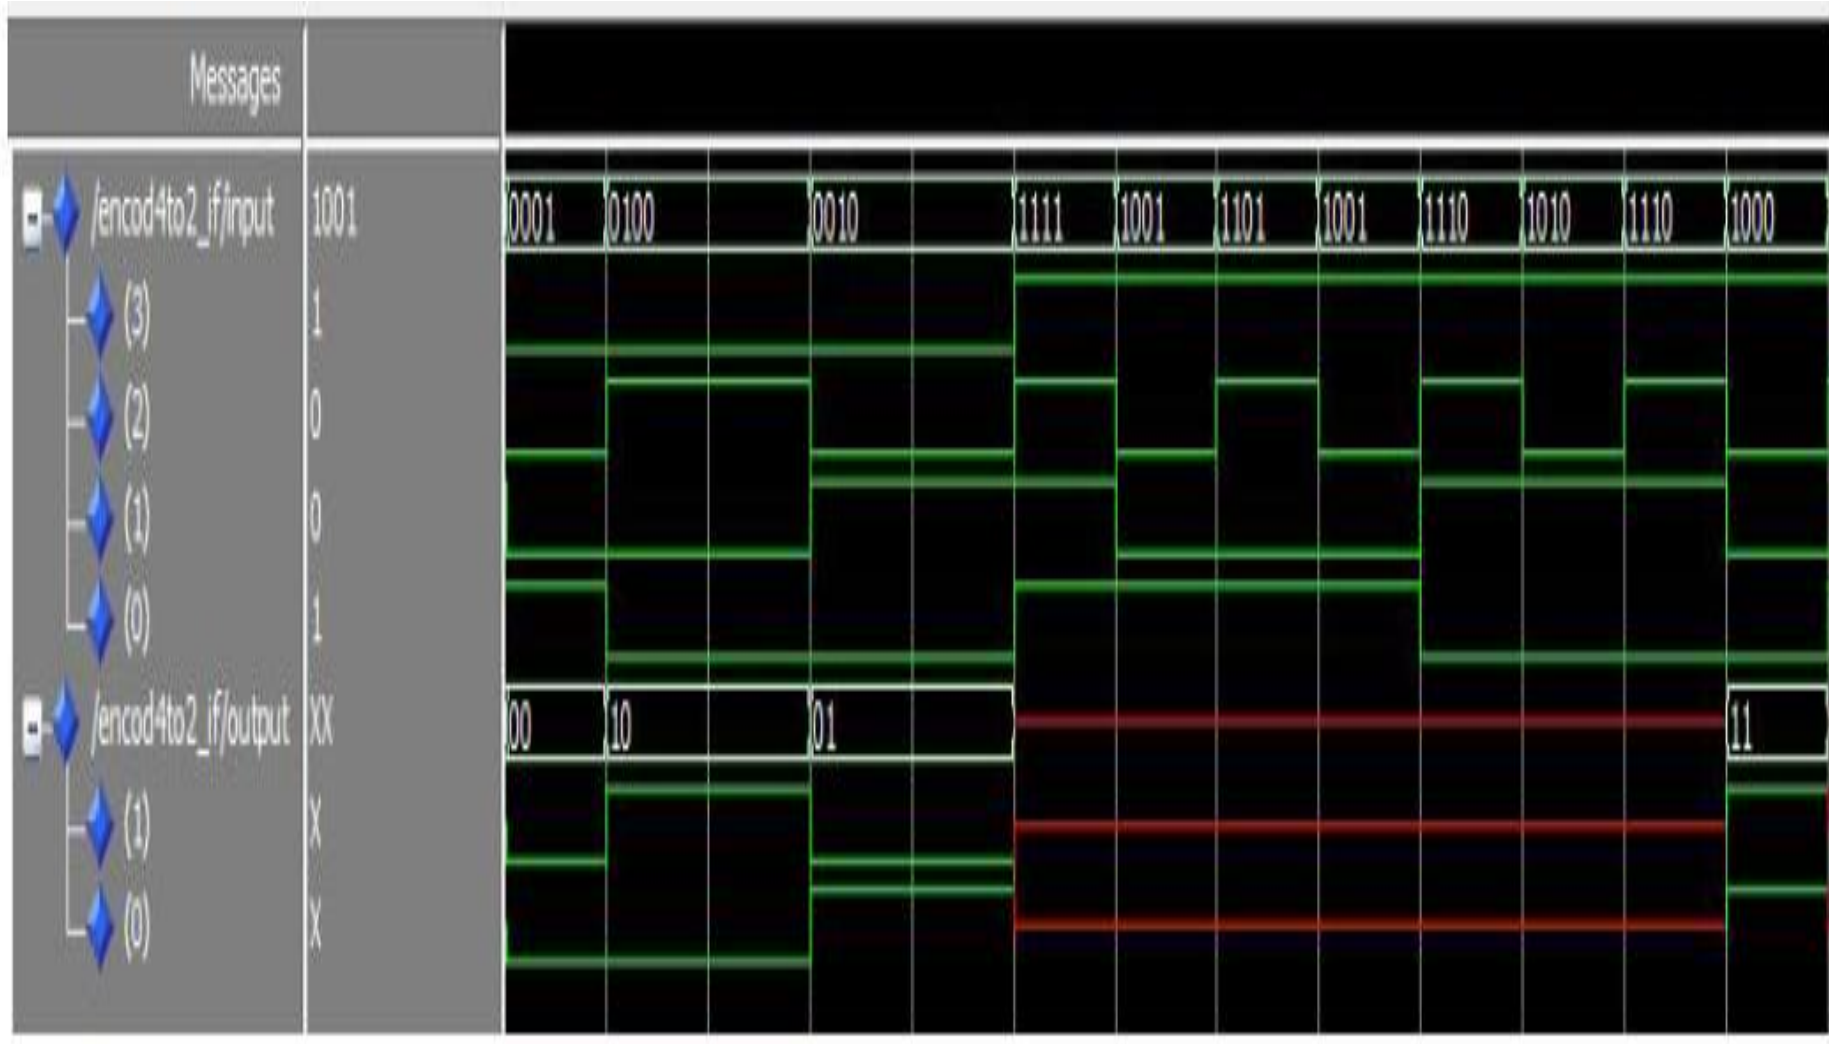 Messages
/encod4to2_if/input 1001 0001 0100 0010 1111 1001 1101 1001 1110 1010 1110 1000
(3) 1
(2) 0
(1) 0
(0) 1
/encod4to2_if/output XX 00 10 01 11
(1) X
(0) X